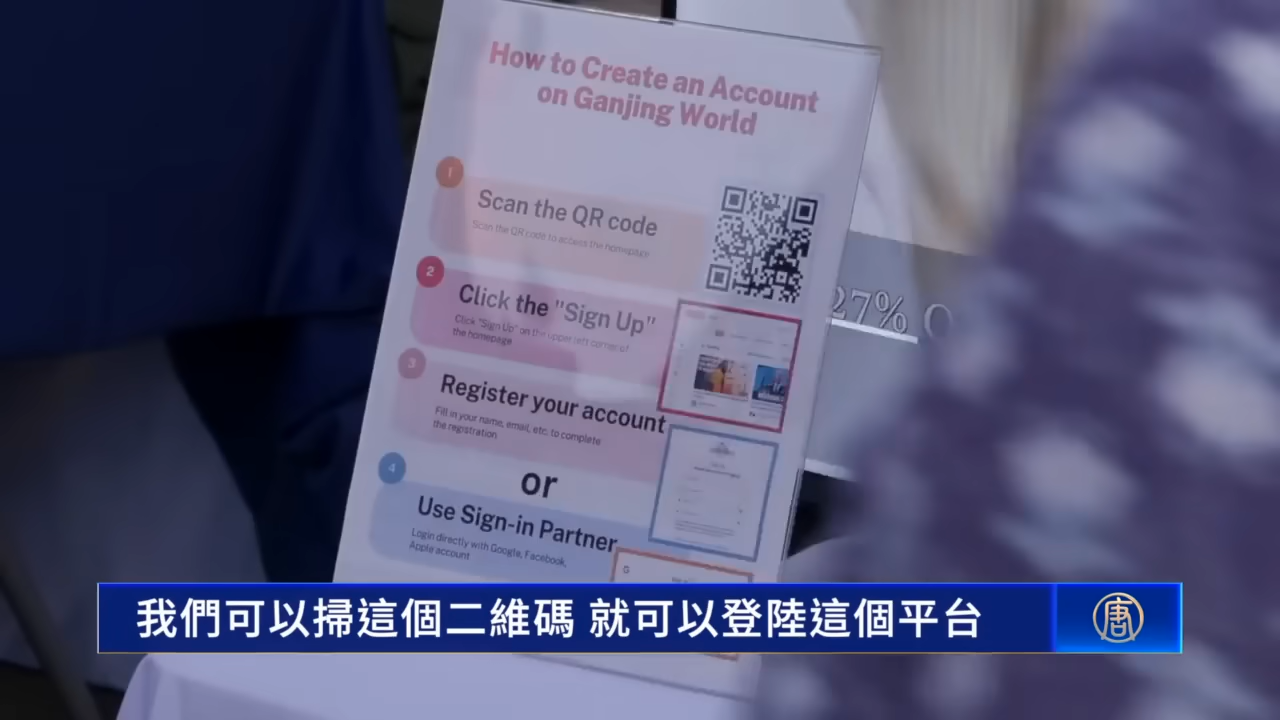 How to Create an Account
on Ganjing World
1
Scan the QR code
Scan the QR code to access the homepage
2
Click the "Sign Up"
Click "Sign Up" on the upper left corner of
the homepage
3
Register your account
Fill in your name, email, etc. to complete
the registration
or
4
Use Sign-in Partner
Login directly with Google, Facebook,
Apple account
27%
我們可以掃這個二維碼 就可以登陸這個平台
唐